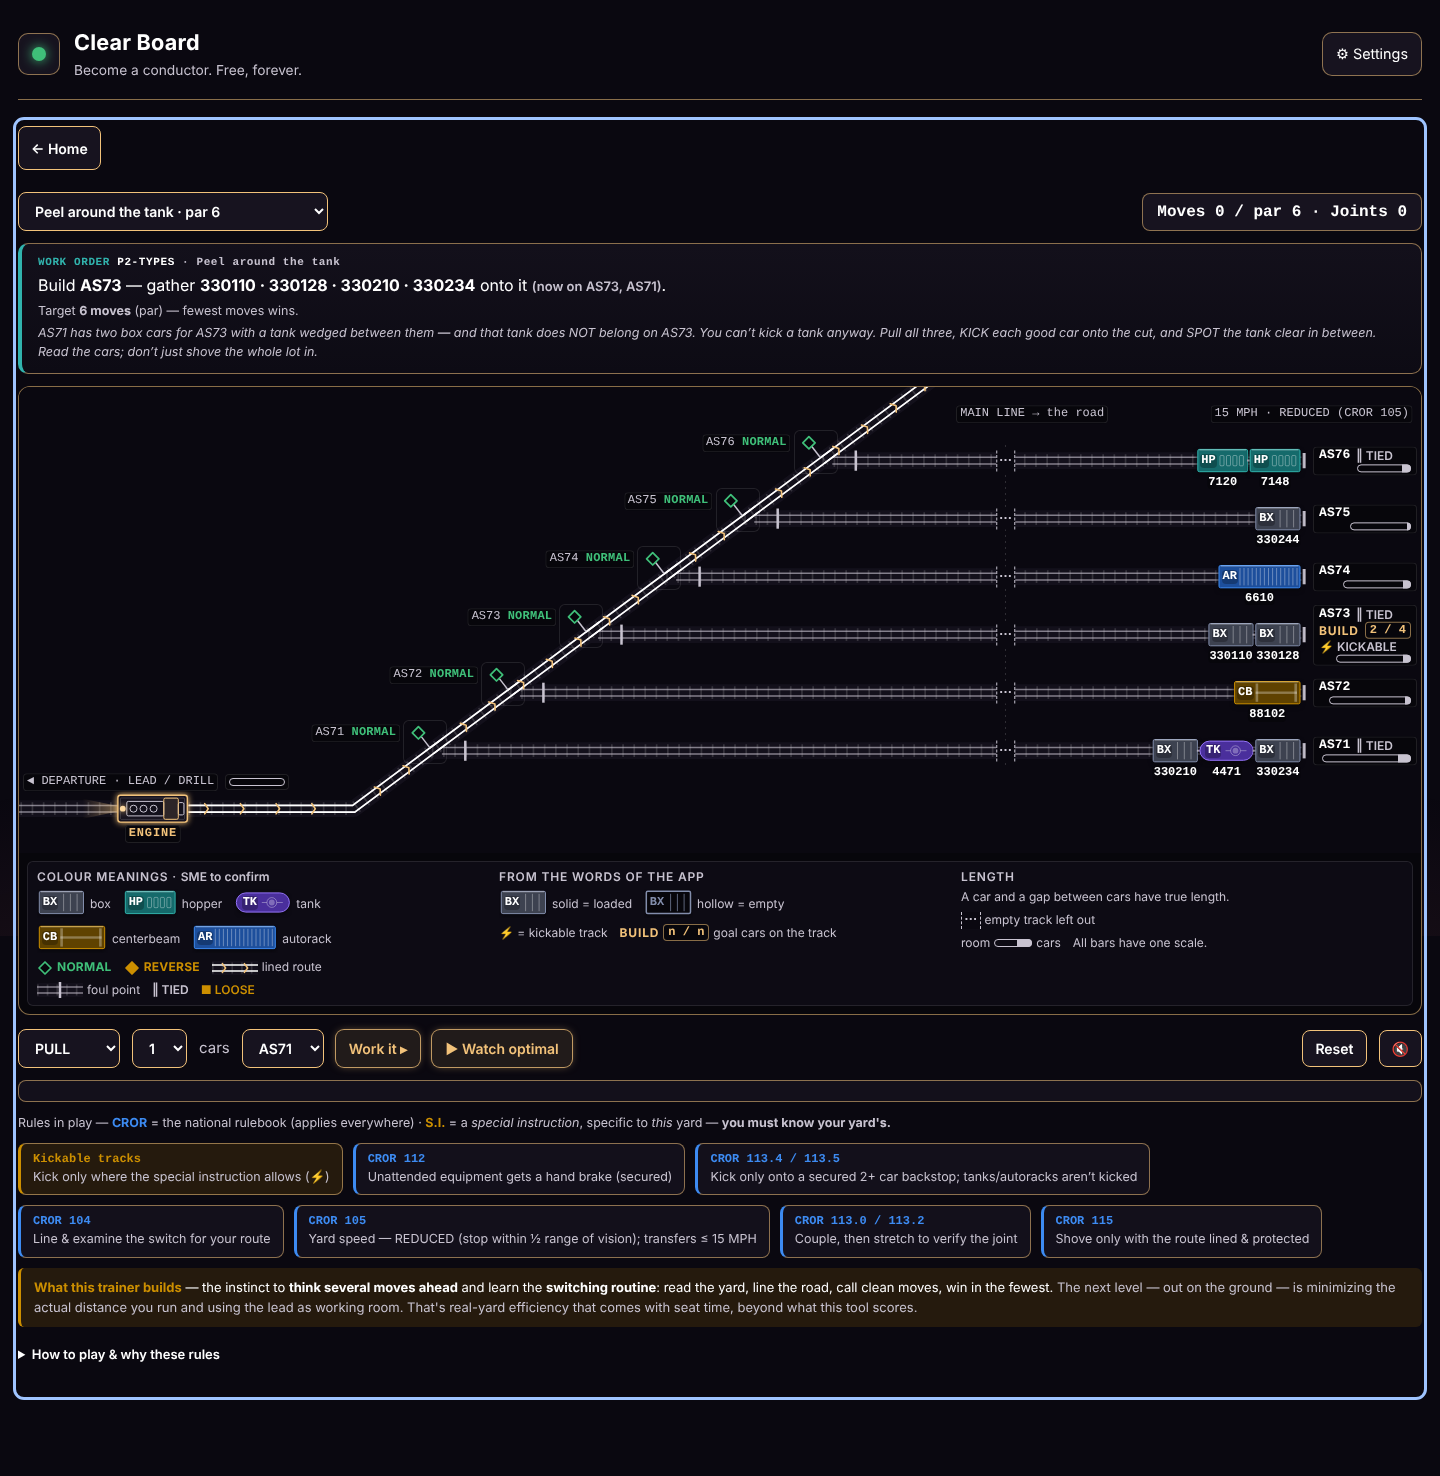 Clear Board
Become a conductor. Free, forever.
⚙ Settings
← Home
Peel around the tank · par 6
Moves 0 / par 6 · Joints 0
WORK ORDER P2-TYPES · Peel around the tank
Build AS73 — gather 330110 · 330128 · 330210 · 330234 onto it (now on AS73, AS71).
Target 6 moves (par) — fewest moves wins.
AS71 has two box cars for AS73 with a tank wedged between them — and that tank does NOT belong on AS73. You can't kick a tank anyway. Pull all three, KICK each good car onto the cut, and SPOT the tank clear in between.
Read the cars; don't just shove the whole lot in.
MAIN LINE → the road
15 MPH · REDUCED (CROR 105)
AS76 NORMAL
HP HP
7120 7148
AS76 TIED
AS75 NORMAL
BX
330244
AS75
AS74 NORMAL
AR
6610
AS74
AS73 NORMAL
BX BX
330110 330128
AS73 TIED
BUILD 2 / 4
⚡ KICKABLE
AS72 NORMAL
CB
88102
AS72
AS71 NORMAL
BX TK BX
330210 4471 330234
AS71 TIED
◄ DEPARTURE · LEAD / DRILL
ENGINE
COLOUR MEANINGS · SME to confirm
BX box HP hopper TK tank
CB centerbeam AR autorack
NORMAL REVERSE lined route
foul point TIED LOOSE
FROM THE WORDS OF THE APP
BX solid = loaded BX hollow = empty
⚡ = kickable track BUILD n / n goal cars on the track
LENGTH
A car and a gap between cars have true length.
··· empty track left out
room cars All bars have one scale.
PULL 1 cars AS71 Work it ▸ ▶ Watch optimal
Reset
Rules in play — CROR = the national rulebook (applies everywhere) · S.I. = a special instruction, specific to this yard — you must know your yard's.
Kickable tracks
Kick only where the special instruction allows (⚡)
CROR 112
Unattended equipment gets a hand brake (secured)
CROR 113.4 / 113.5
Kick only onto a secured 2+ car backstop; tanks/autoracks aren't kicked
CROR 104
Line & examine the switch for your route
CROR 105
Yard speed — REDUCED (stop within ½ range of vision); transfers ≤ 15 MPH
CROR 113.0 / 113.2
Couple, then stretch to verify the joint
CROR 115
Shove only with the route lined & protected
What this trainer builds — the instinct to think several moves ahead and learn the switching routine: read the yard, line the road, call clean moves, win in the fewest. The next level — out on the ground — is minimizing the
actual distance you run and using the lead as working room. That's real-yard efficiency that comes with seat time, beyond what this tool scores.
▶ How to play & why these rules